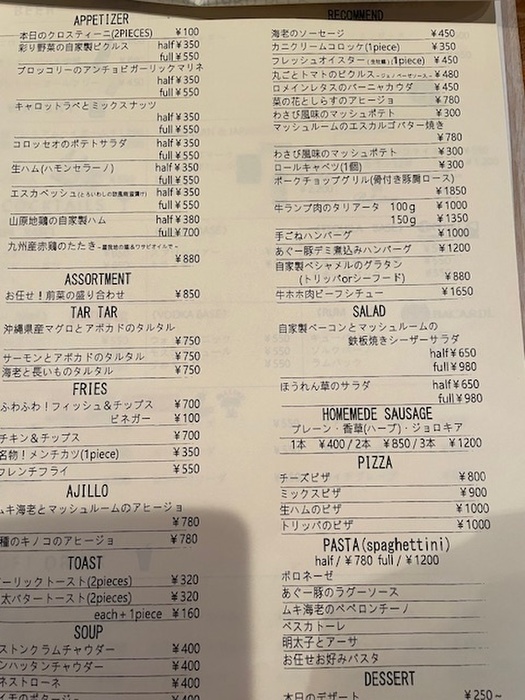 APPETIZER
本日のクロスティーニ(2PIECES) ¥100
彩り野菜の自家製ピクルス half¥350
full¥550
ブロッコリーのアンチョビガーリックマリネ
half¥350
full¥550
キャロットラペとミックスナッツ
half¥350
full¥550
コロッセオのポテトサラダ half¥350
full¥550
生ハム(ハモンセラーノ) half¥350
full¥550
エスカベッシュ half¥350
full¥550
山原地鶏の自家製ハム half¥380
full¥700
九州産赤鶏のたたき
¥880
ASSORTMENT
お任せ!前菜の盛り合わせ ¥850
TAR TAR
沖縄県産マグロとアボカドのタルタル
¥750
サーモンとアボカドのタルタル ¥750
海老と長いものタルタル ¥750
FRIES
ふわふわ!フィッシュ&チップス ¥700
ビネガー ¥100
チキン&チップス ¥700
名物!メンチカツ(1piece) ¥350
フレンチフライ ¥550
AJILLO
ムキ海老とマッシュルームのアヒージョ
¥780
種のキノコのアヒージョ ¥780
TOAST
ーリックトースト(2pieces) ¥320
太バタートースト(2pieces) ¥320
each+1piece ¥160
SOUP
ストンクラムチャウダー ¥400
ンハッタンチャウダー ¥400
ネストローネ ¥400
イモのポタージュ ¥400
RECOMMEND
海老のソーセージ ¥450
カニクリームコロッケ(1piece) ¥350
フレッシュオイスター (1piece) ¥450
丸ごとトマトのピクルス ¥480
ロメインレタスのバーニャカウダ ¥450
菜の花としらすのアヒージョ ¥780
わさび風味のマッシュポテト ¥300
マッシュルームのエスカルゴバター焼き
¥780
わさび風味のマッシュポテト ¥300
ロールキャベツ(1個) ¥300
ポークチョップグリル(骨付き豚肩ロース)
¥1850
牛ランプ肉のタリアータ 100g ¥1000
150g ¥1350
手ごねハンバーグ ¥1000
あぐー豚デミ煮込みハンバーグ ¥1200
自家製ベシャメルのグラタン
(トリッパorシーフード) ¥880
牛ホホ肉ビーフシチュー ¥1650
SALAD
自家製ベーコンとマッシュルームの
鉄板焼きシーザーサラダ
half¥650
full¥980
ほうれん草のサラダ half¥650
full¥980
HOMEMEDE SAUSAGE
プレーン・香草(ハーブ)・ジョロキア
1本 ¥400/2本 ¥850/3本 ¥1200
PIZZA
チーズピザ ¥800
ミックスピザ ¥900
生ハムのピザ ¥1000
トリッパのピザ ¥1000
PASTA(spaghettini)
half/¥780 full/¥1200
ボロネーゼ
あぐー豚のラグーソース
ムキ海老のペペロンチーノ
ペスカトーレ
明太子とアーサ
お任せお好みパスタ
DESSERT
本日のデザート ¥250~